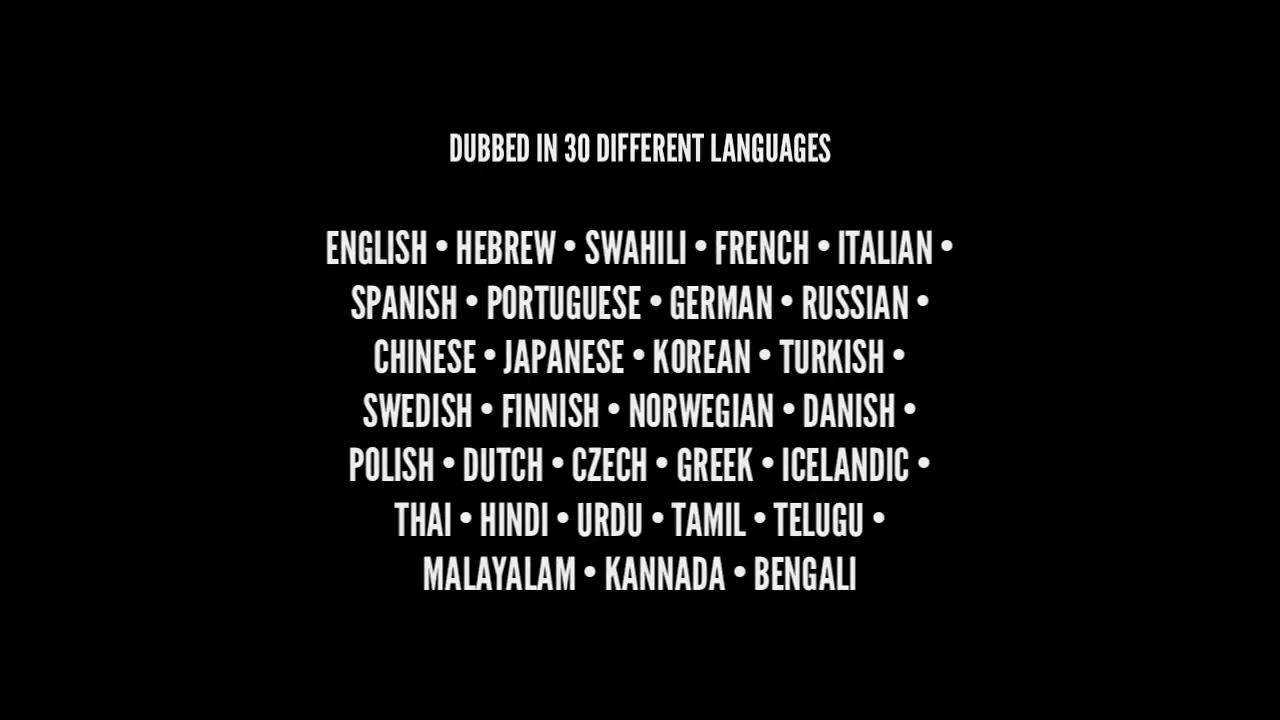 DUBBED IN 30 DIFFERENT LANGUAGES
ENGLISH • HEBREW • SWAHILI • FRENCH • ITALIAN •
SPANISH • PORTUGUESE • GERMAN • RUSSIAN •
CHINESE • JAPANESE • KOREAN • TURKISH •
SWEDISH • FINNISH • NORWEGIAN • DANISH •
POLISH • DUTCH • CZECH • GREEK • ICELANDIC •
THAI • HINDI • URDU • TAMIL • TELUGU •
MALAYALAM • KANNADA • BENGALI